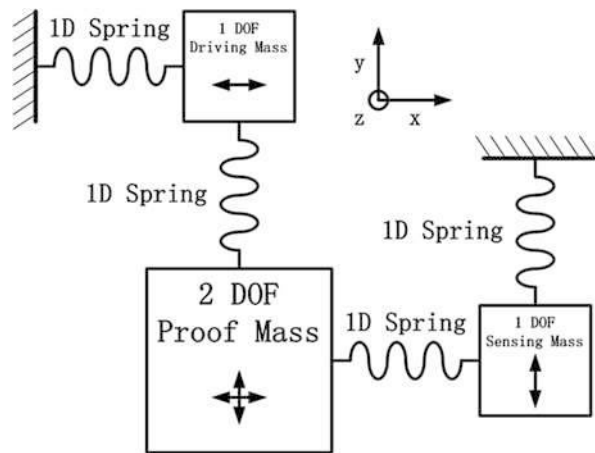 1D Spring
1 DOF
Driving Mass
y
z
x
1D Spring
1D Spring
2 DOF
Proof Mass
1D Spring
1 DOF
Sensing Mass